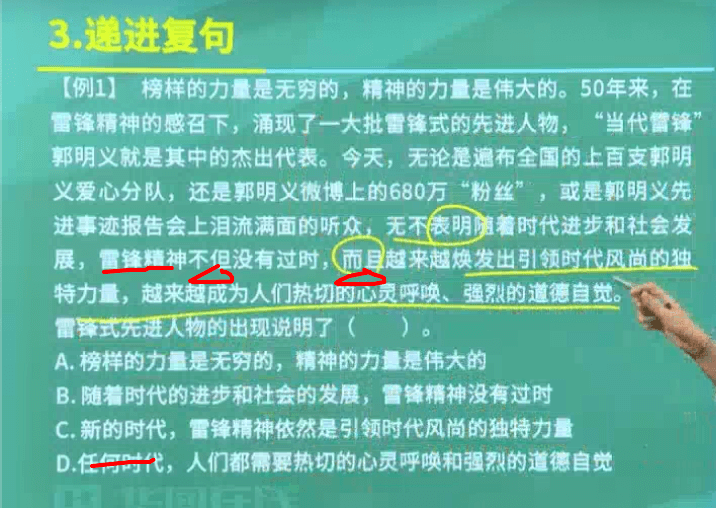 3.递进复句
【例1】 榜样的力量是无穷的，精神的力量是伟大的。50年来，在
雷锋精神的感召下，涌现了一大批雷锋式的先进人物，“当代雷锋”
郭明义就是其中的杰出代表。今天，无论是遍布全国的上百支郭明
义爱心分队，还是郭明义微博上的680万“粉丝”，或是郭明义先
进事迹报告会上泪流满面的听众，无不表明随着时代进步和社会发
展，雷锋精神不但没有过时，而且越来越焕发出引领时代风尚的独
特力量，越来越成为人们热切的心灵呼唤、强烈的道德自觉。
雷锋式先进人物的出现说明了（　　）。
A. 榜样的力量是无穷的，精神的力量是伟大的
B. 随着时代的进步和社会的发展，雷锋精神没有过时
C. 新的时代，雷锋精神依然是引领时代风尚的独特力量
D.任何时代，人们都需要热切的心灵呼唤和强烈的道德自觉